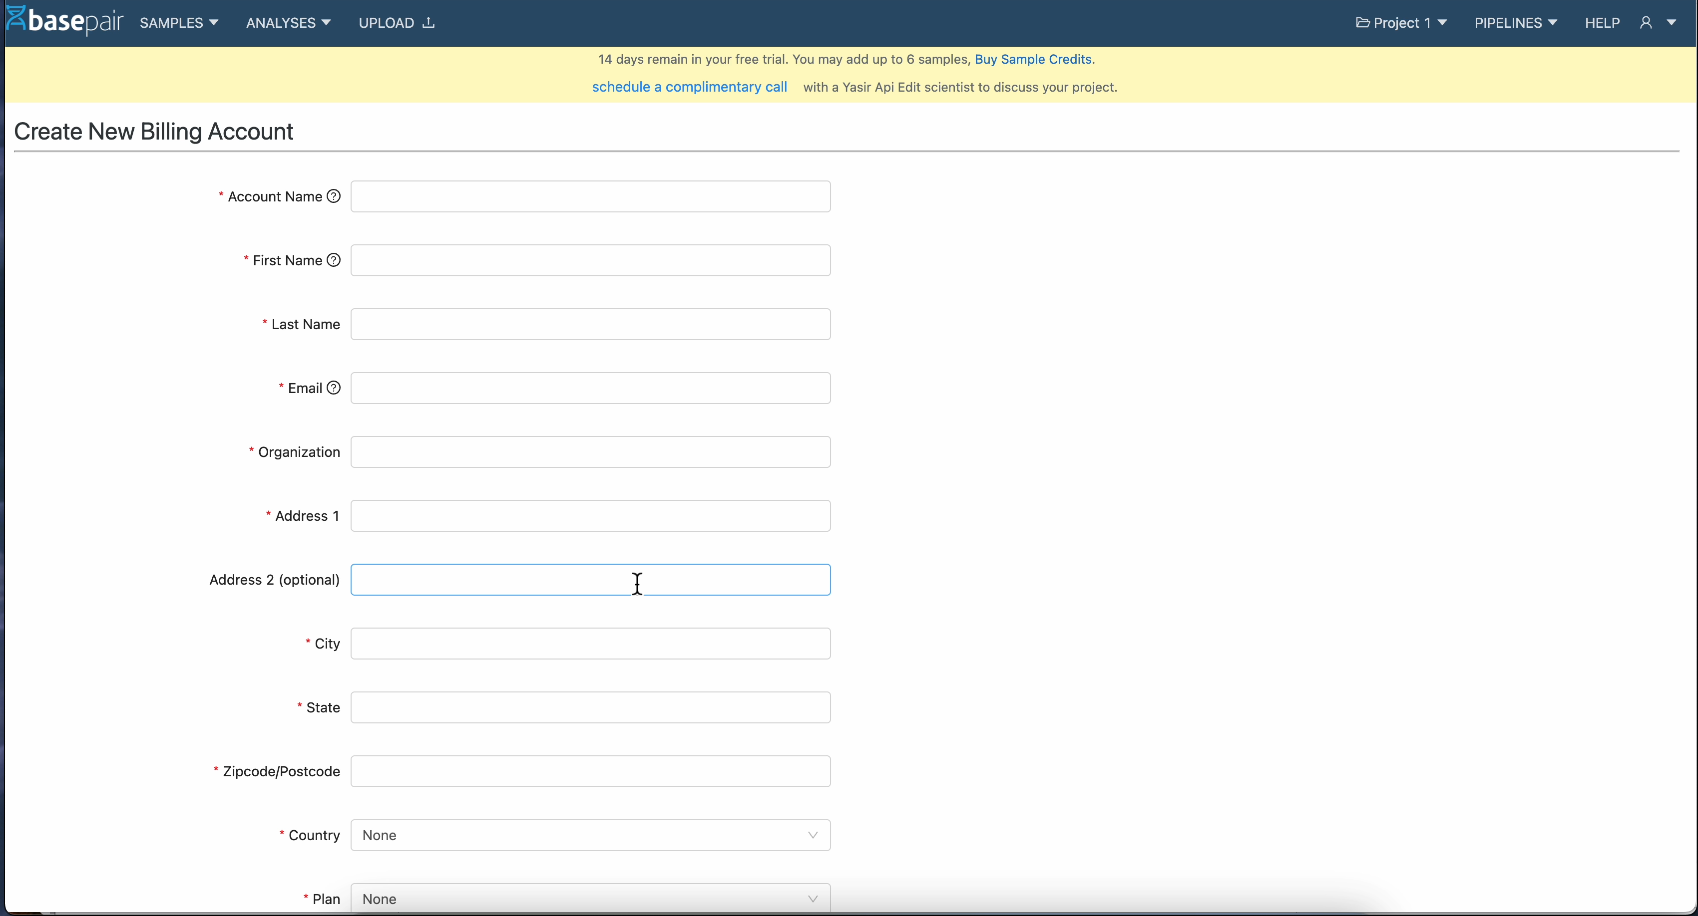 basepair SAMPLES ANALYSES UPLOAD Project 1 PIPELINES HELP
14 days remain in your free trial. You may add up to 6 samples, Buy Sample Credits.
schedule a complimentary call with a Yasir Api Edit scientist to discuss your project.
Create New Billing Account
* Account Name ?
* First Name ?
* Last Name
* Email ?
* Organization
* Address 1
Address 2 (optional)
* City
* State
* Zipcode/Postcode
* Country None
* Plan None